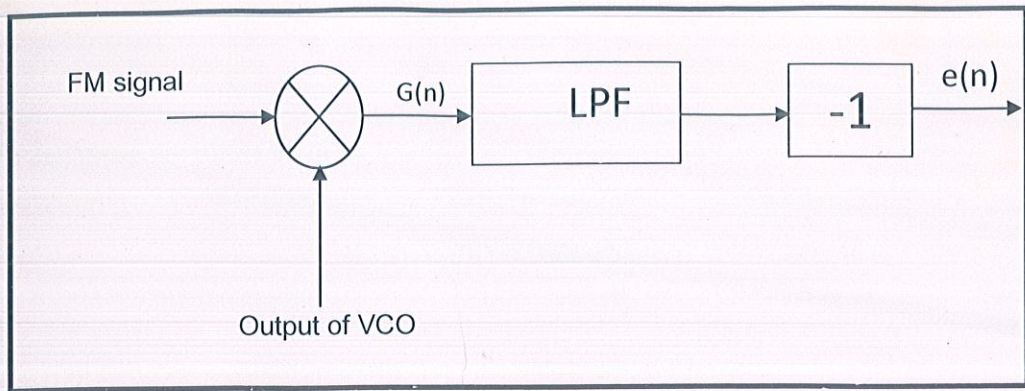 FM signal
G(n)
LPF
-1
e(n)
Output of VCO